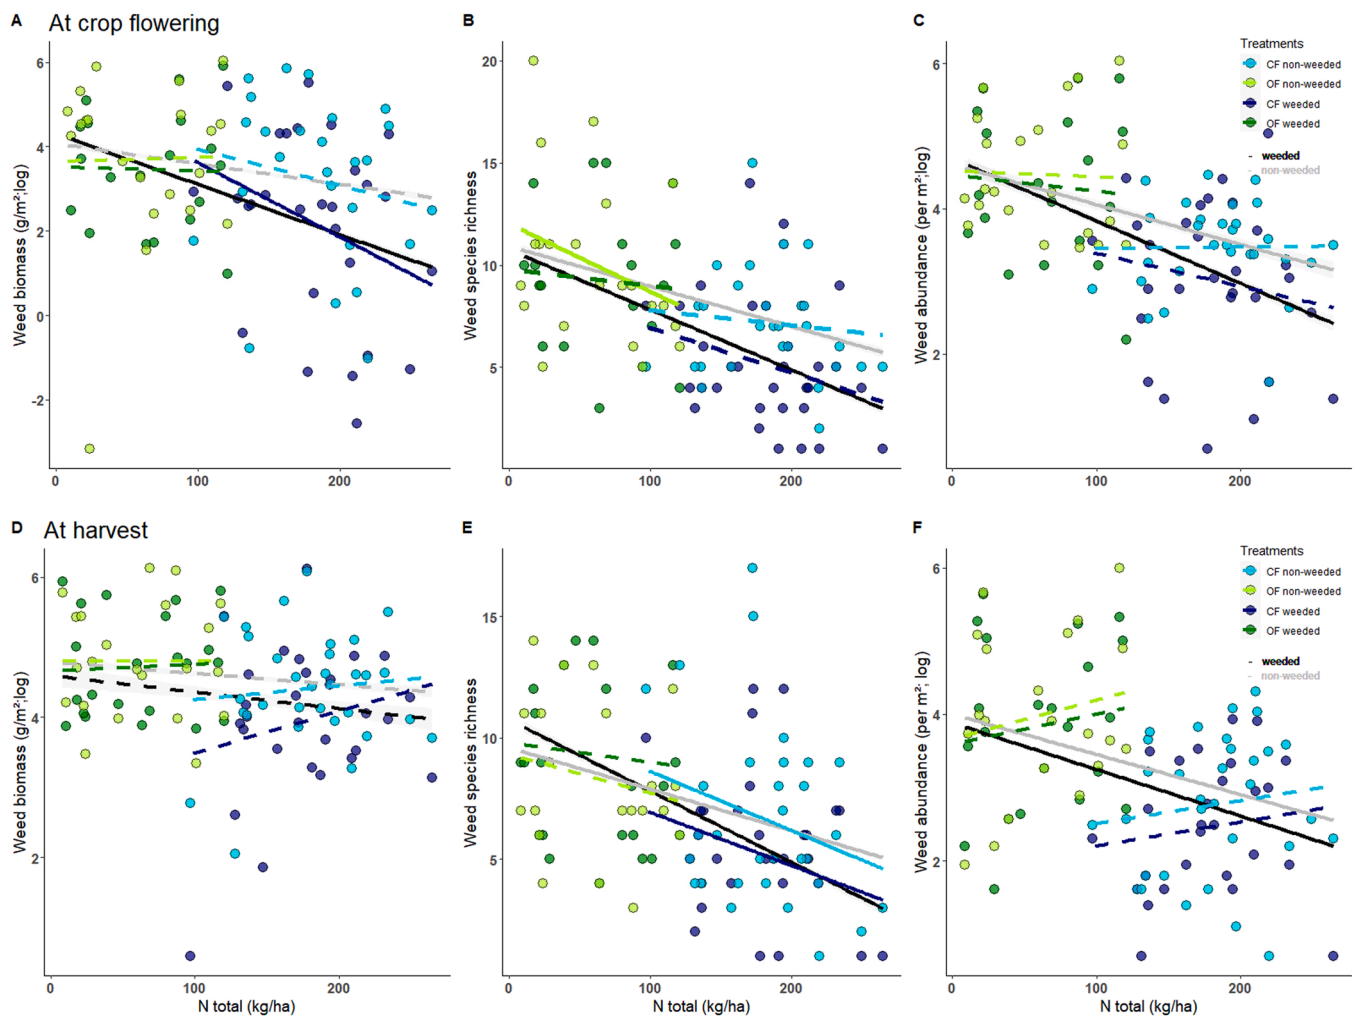 A At crop flowering
Weed biomass (g/m²;log)
6
4
2
0
-2
0 100 200
B
Weed species richness
20
15
10
5
0 100 200
C
Weed abundance (per m²;log)
6
4
2
0 100 200
Treatments
CF non-weeded
OF non-weeded
CF weeded
OF weeded
- weeded
- non-weeded
D At harvest
Weed biomass (g/m²;log)
6
4
2
0 100 200
N total (kg/ha)
E
Weed species richness
15
10
5
0 100 200
N total (kg/ha)
F
Weed abundance (per m²; log)
6
4
2
0 100 200
N total (kg/ha)
Treatments
CF non-weeded
OF non-weeded
CF weeded
OF weeded
- weeded
- non-weeded